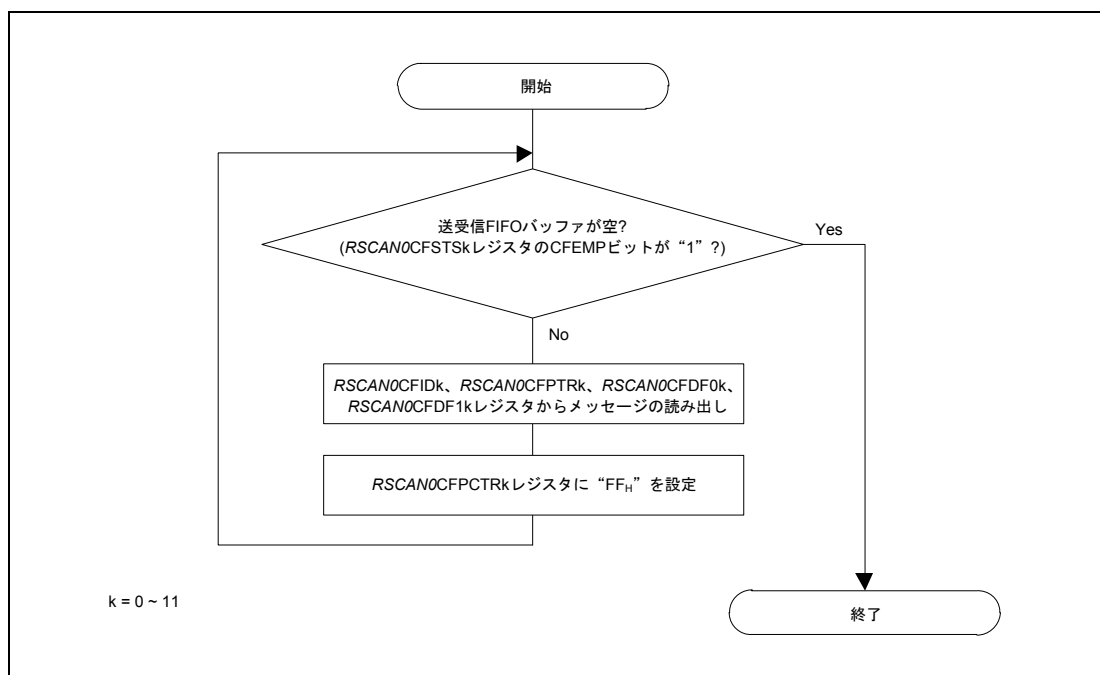 開始
送受信FIFOバッファが空?
(RSCAN0CFSTSkレジスタのCFEMPビットが“1”?)
Yes
No
RSCAN0CFIDk、RSCAN0CFPTRk、RSCAN0CFDF0k、
RSCAN0CFDF1kレジスタからメッセージの読み出し
RSCAN0CFPCTRkレジスタに“FFH”を設定
k = 0 ~ 11
終了